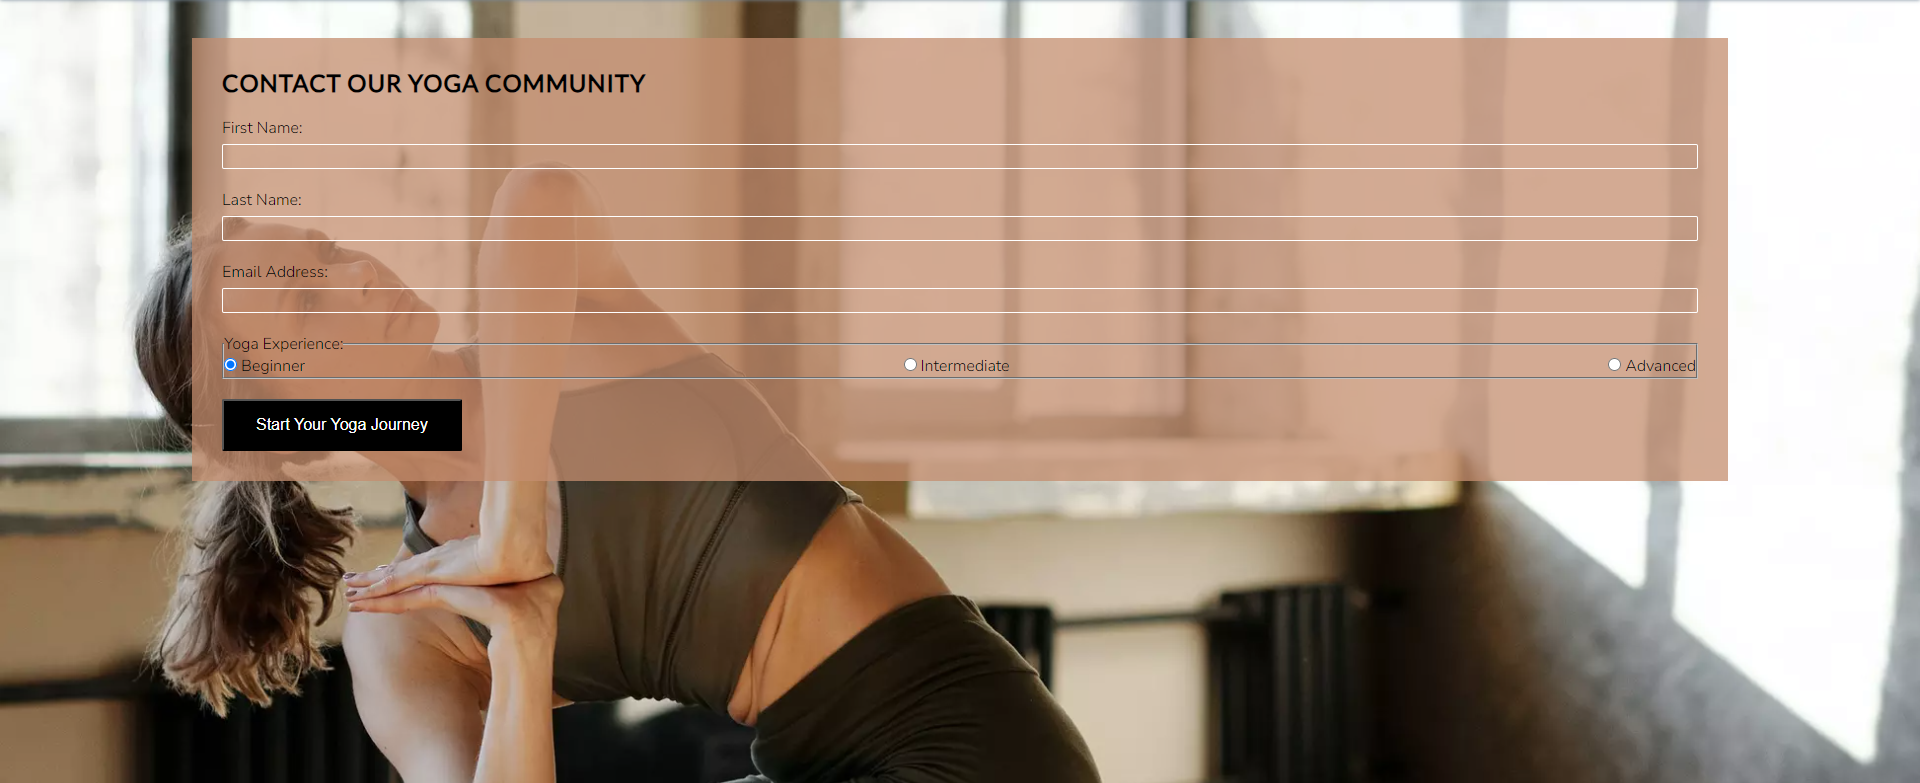 CONTACT OUR YOGA COMMUNITY
First Name:
Last Name:
Email Address:
Yoga Experience:
Beginner Intermediate Advanced
Start Your Yoga Journey